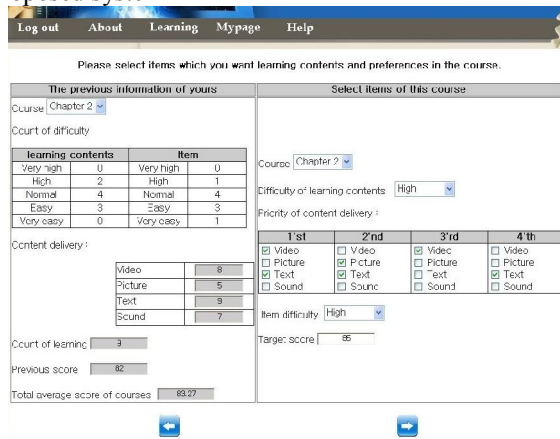 Log out About Learning Mypage Help
Please select items which you want learning contents and preferences in the course.
The previous information of yours
Course Chapter 2
Count of difficulty
learning contents Item
Very high 0 Very high 0
High 2 High 1
Normal 4 Normal 4
Easy 3 Easy 3
Very easy 0 Very easy 1
Content delivery :
Video 8
Picture 5
Text 9
Sound 7
Count of learning 9
Previous score 82
Total average score of courses 83.27
Select items of this course
Course Chapter 2
Difficulty of learning contents High
Priority of content delivery :
1'st 2'nd 3'rd 4'th
Video Video Video Video
Picture Picture Picture Picture
Text Text Text Text
Sound Sound Sound Sound
Item difficulty High
Target score 85